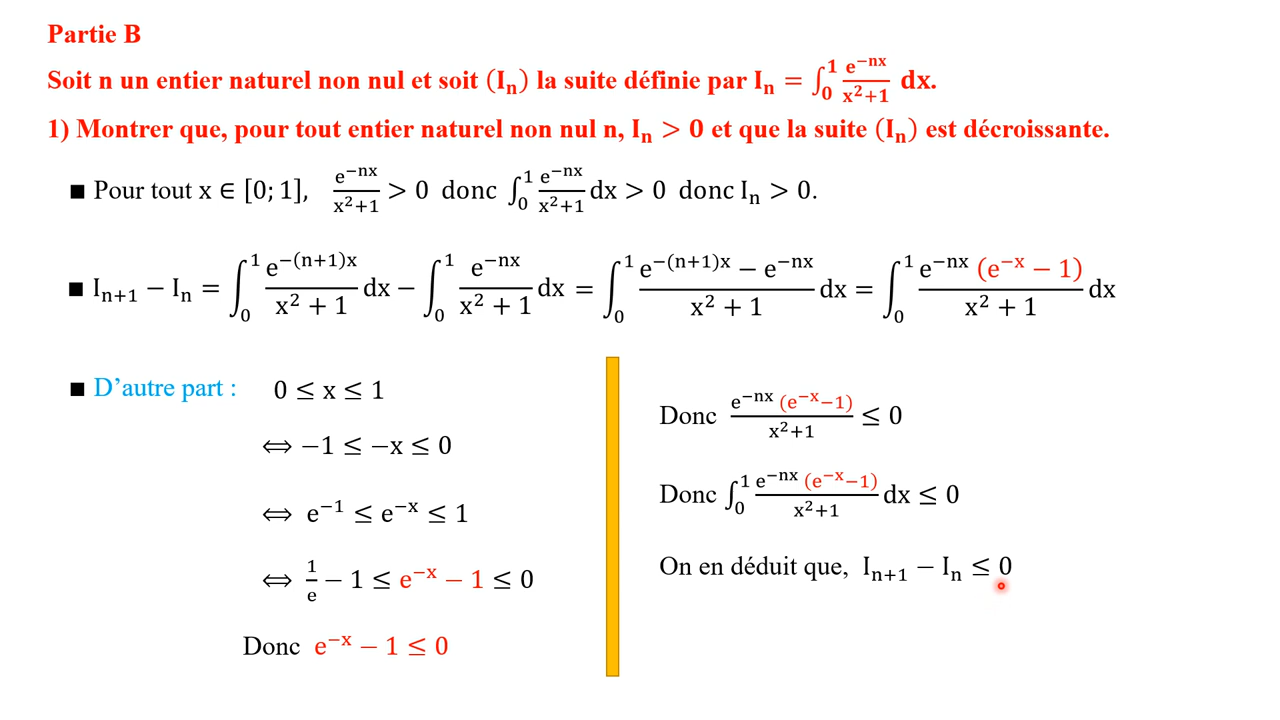 Partie B
Soit n un entier naturel non nul et soit (Iₙ) la suite définie par Iₙ = ∫₀¹ e⁻ⁿˣ/(x²+1) dx.
1) Montrer que, pour tout entier naturel non nul n, Iₙ > 0 et que la suite (Iₙ) est décroissante.
■ Pour tout x ∈ [0; 1], e⁻ⁿˣ/(x²+1) > 0 donc ∫₀¹ e⁻ⁿˣ/(x²+1) dx > 0 donc Iₙ > 0.
■ Iₙ₊₁ − Iₙ = ∫₀¹ e⁻⁽ⁿ⁺¹⁾ˣ/(x² + 1) dx − ∫₀¹ e⁻ⁿˣ/(x² + 1) dx = ∫₀¹ (e⁻⁽ⁿ⁺¹⁾ˣ − e⁻ⁿˣ)/(x² + 1) dx = ∫₀¹ e⁻ⁿˣ (e⁻ˣ − 1)/(x² + 1) dx
■ D’autre part : 0 ≤ x ≤ 1
⟺ −1 ≤ −x ≤ 0
⟺ e⁻¹ ≤ e⁻ˣ ≤ 1
⟺ 1/e − 1 ≤ e⁻ˣ − 1 ≤ 0
Donc e⁻ˣ − 1 ≤ 0
Donc e⁻ⁿˣ (e⁻ˣ−1)/(x²+1) ≤ 0
Donc ∫₀¹ e⁻ⁿˣ (e⁻ˣ−1)/(x²+1) dx ≤ 0
On en déduit que, Iₙ₊₁ − Iₙ ≤ 0